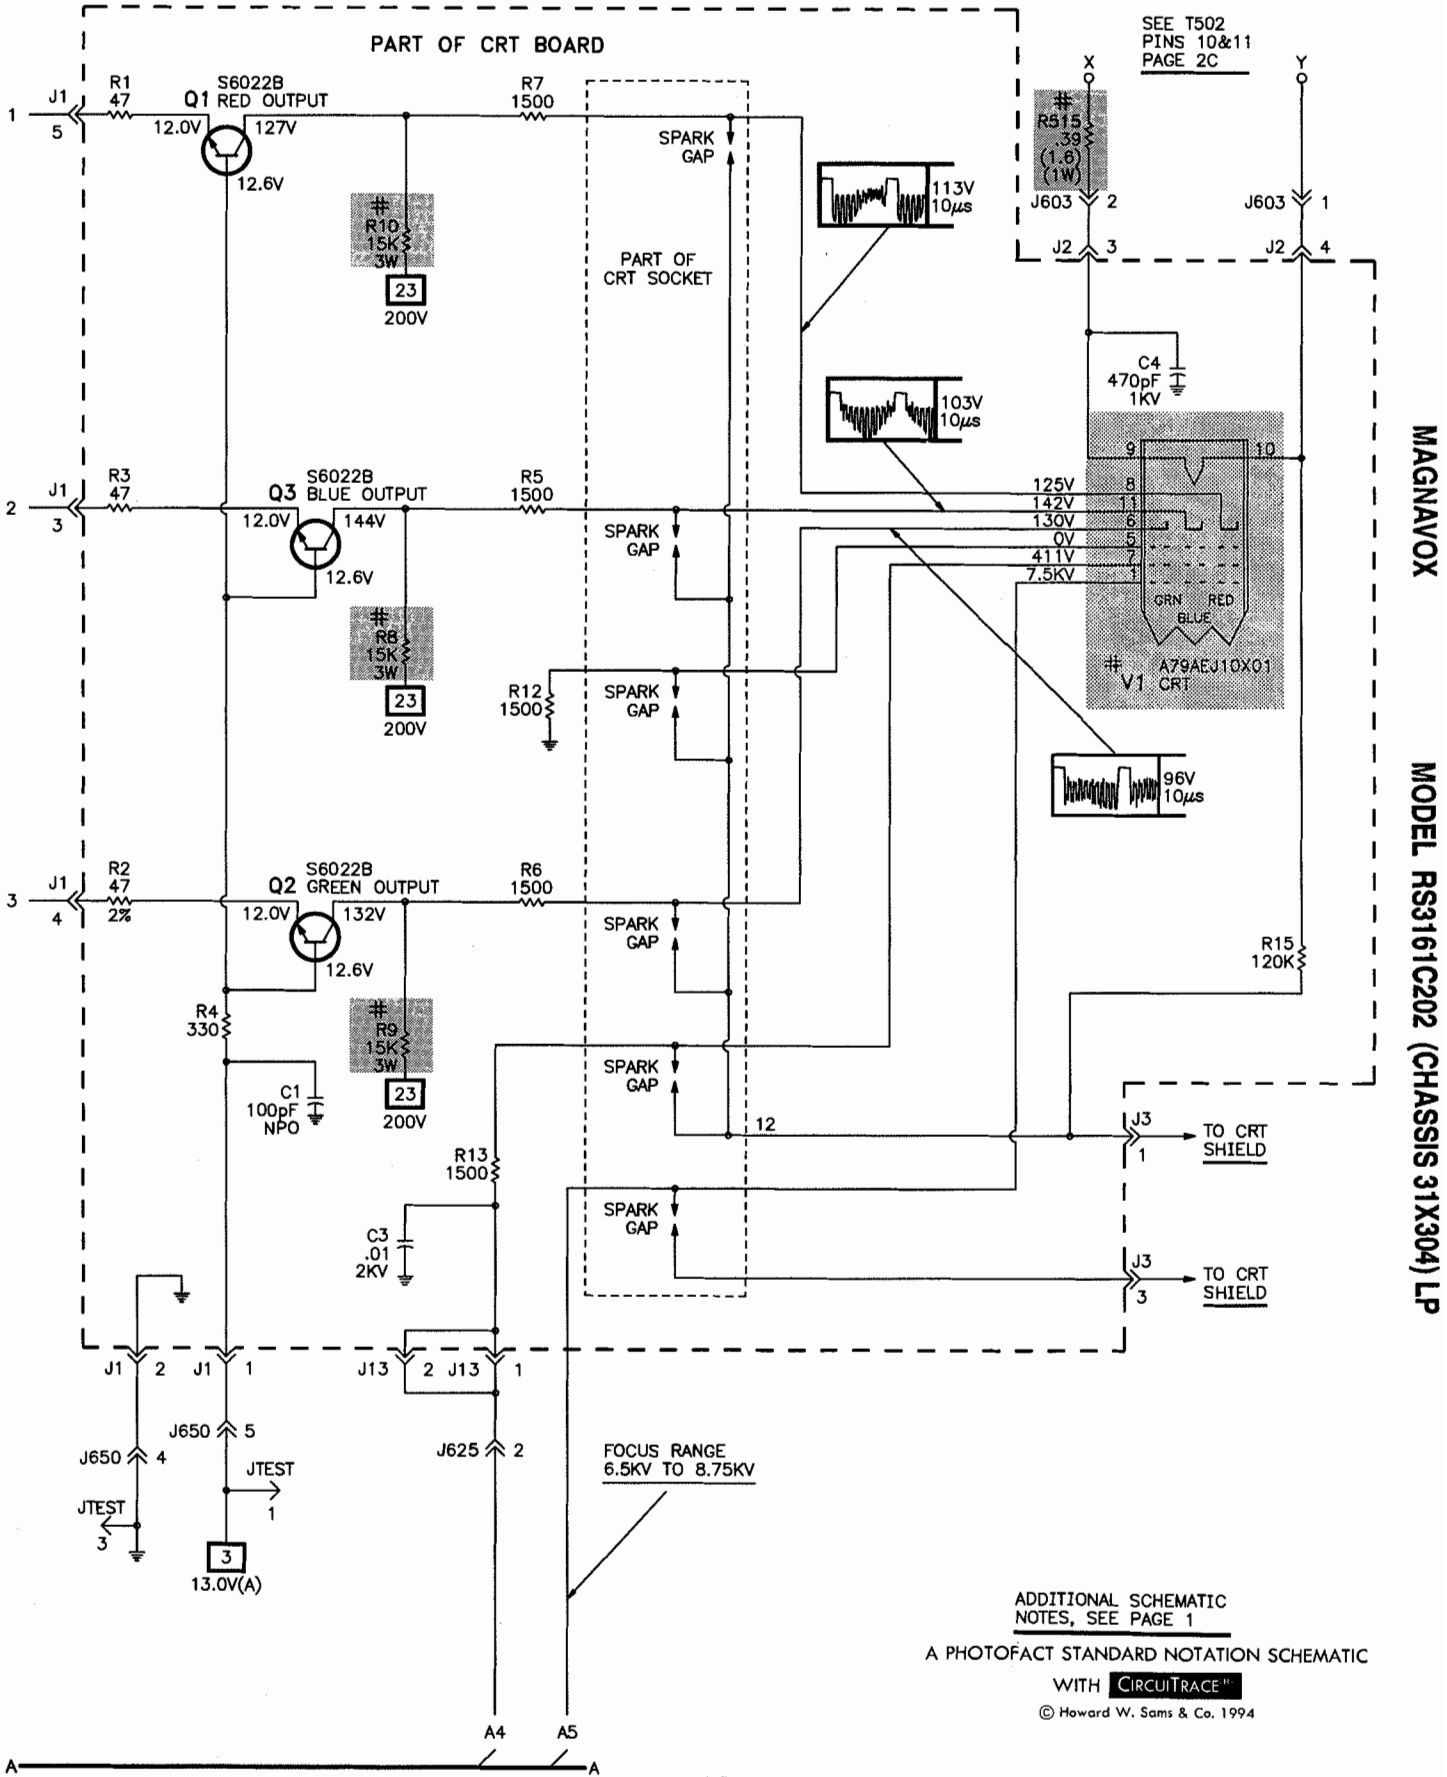 PART OF CRT BOARD
SEE T502
PINS 10&11
PAGE 2C
X
Y
1
J1
5
R1
47
Q1
S6022B
RED OUTPUT
12.0V
127V
12.6V
R7
1500
SPARK
GAP
#
R10
15K
3W
23
200V
PART OF
CRT SOCKET
113V
10µs
#
R515
.39
(1.6)
(1W)
J603
2
J603
1
J2
3
J2
4
C4
470pF
1KV
103V
10µs
2
J1
3
R3
47
Q3
S6022B
BLUE OUTPUT
12.0V
144V
12.6V
R5
1500
SPARK
GAP
#
R8
15K
3W
23
200V
R12
1500
SPARK
GAP
9
10
125V
8
142V
11
130V
6
0V
5
411V
7
7.5KV
1
GRN
RED
BLUE
#
V1
A79AEJ10X01
CRT
96V
10µs
3
J1
4
R2
47
2%
Q2
S6022B
GREEN OUTPUT
12.0V
132V
12.6V
R6
1500
SPARK
GAP
R4
330
#
R9
15K
3W
23
200V
C1
100pF
NPO
SPARK
GAP
R15
120K
12
J3
1
TO CRT
SHIELD
R13
1500
SPARK
GAP
C3
.01
2KV
J3
3
TO CRT
SHIELD
J1
2
J1
1
J13
2
J13
1
J650
5
J650
4
J625
2
JTEST
1
JTEST
3
3
13.0V(A)
FOCUS RANGE
6.5KV TO 8.75KV
ADDITIONAL SCHEMATIC
NOTES, SEE PAGE 1
A PHOTOFACT STANDARD NOTATION SCHEMATIC
WITH CIRCUITRACE
© Howard W. Sams & Co. 1994
A4
A5
A
A
MAGNAVOX
MODEL RS3161C202 (CHASSIS 31X304) LP